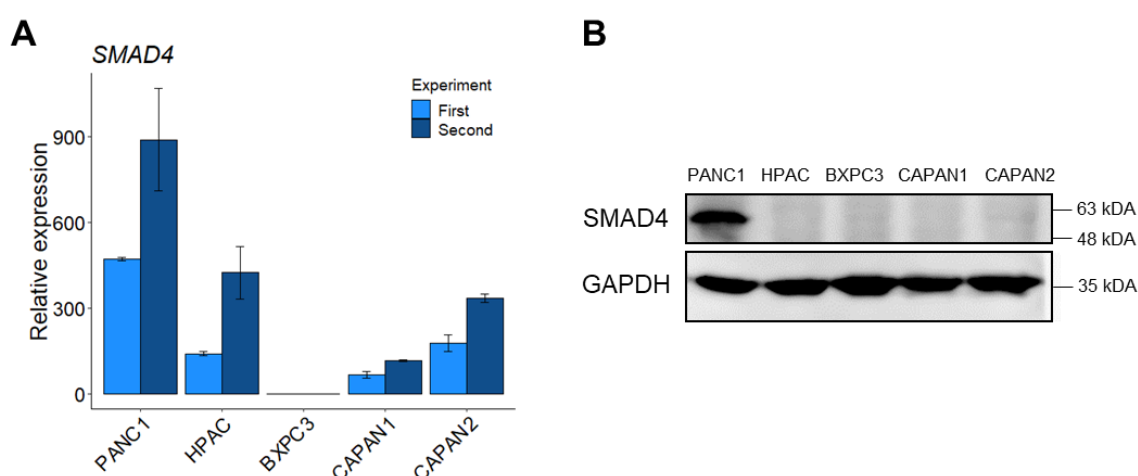 A
SMAD4
Experiment
First
Second
Relative expression
900
600
300
0
PANC1
HPAC
BXPC3
CAPAN1
CAPAN2
B
PANC1 HPAC BXPC3 CAPAN1 CAPAN2
SMAD4
63 kDA
48 kDA
GAPDH
35 kDA